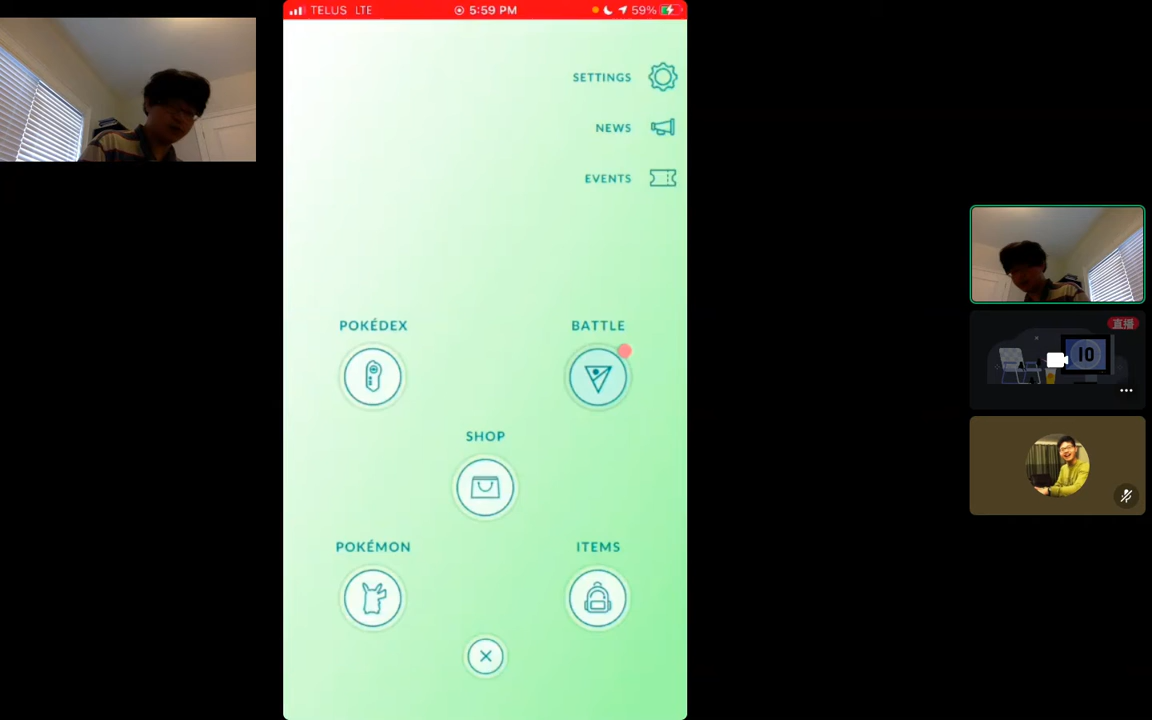 TELUS LTE 5:59 PM 59%
SETTINGS
NEWS
EVENTS
POKÉDEX
BATTLE
SHOP
POKÉMON
ITEMS
直播
10